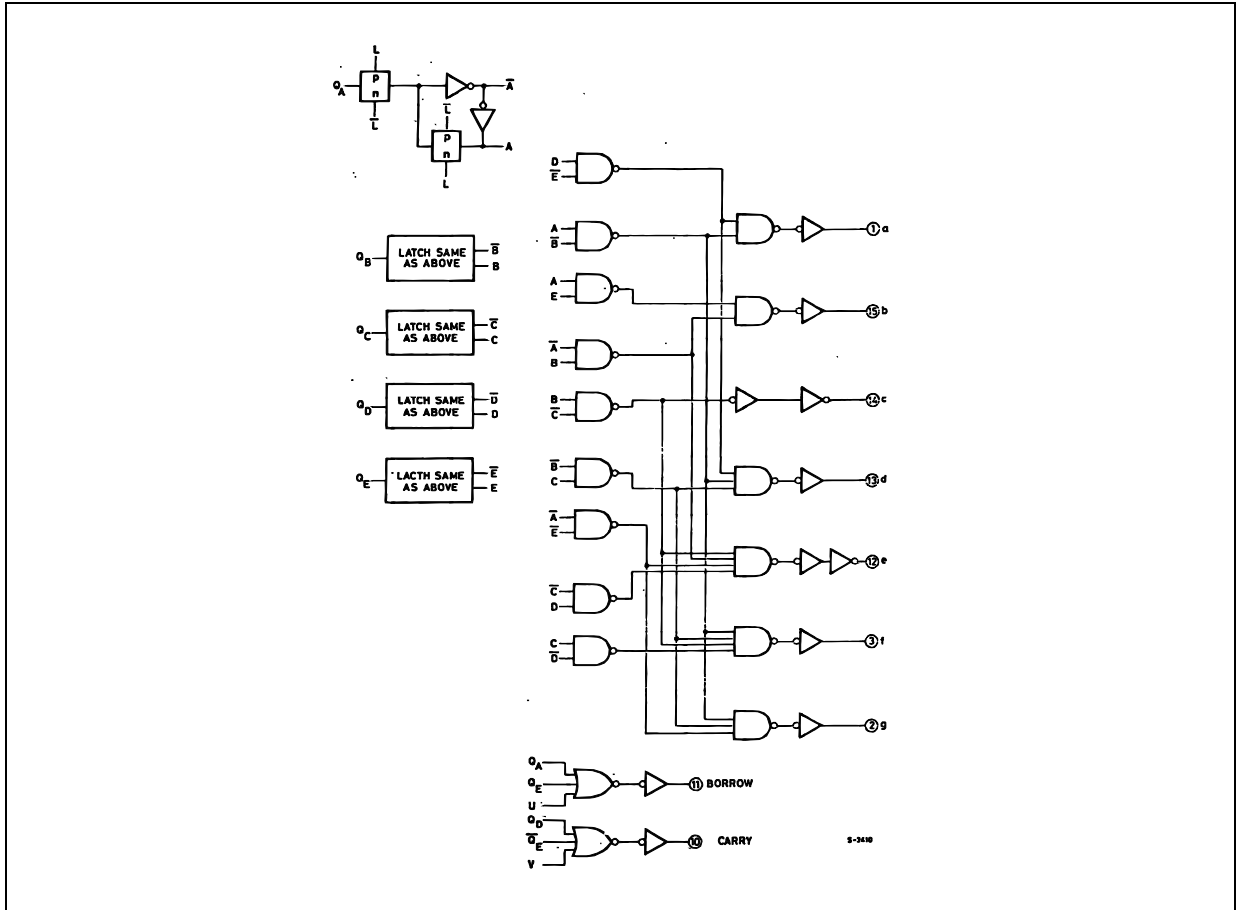 L
Q_A
P
n
L̅
A̅
L̅
P
n
A
L
D
E̅
A
B̅
1 a
Q_B
LATCH SAME
AS ABOVE
B̅
B
A
E
15 b
Q_C
LATCH SAME
AS ABOVE
C̅
C
A̅
B
Q_D
LATCH SAME
AS ABOVE
D̅
D
B
C̅
14 c
Q_E
LACTH SAME
AS ABOVE
E̅
E
B̅
C
13 d
A̅
E̅
12 e
C̅
D
C
D̅
3 f
2 g
Q_A
Q_E
U
11 BORROW
Q_D
Q̅_E
V
10 CARRY
S-2410